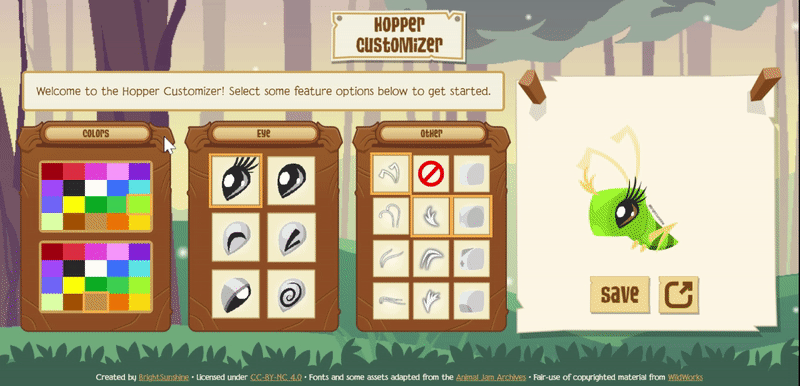 Hopper
Customizer
Welcome to the Hopper Customizer! Select some feature options below to get started.
Colors
Eye
Other
save
Created by BrightSunshine • Licensed under CC-BY-NC 4.0 • Fonts and some assets adapted from the Animal Jam Archives • Fair-use of copyrighted material from WildWorks